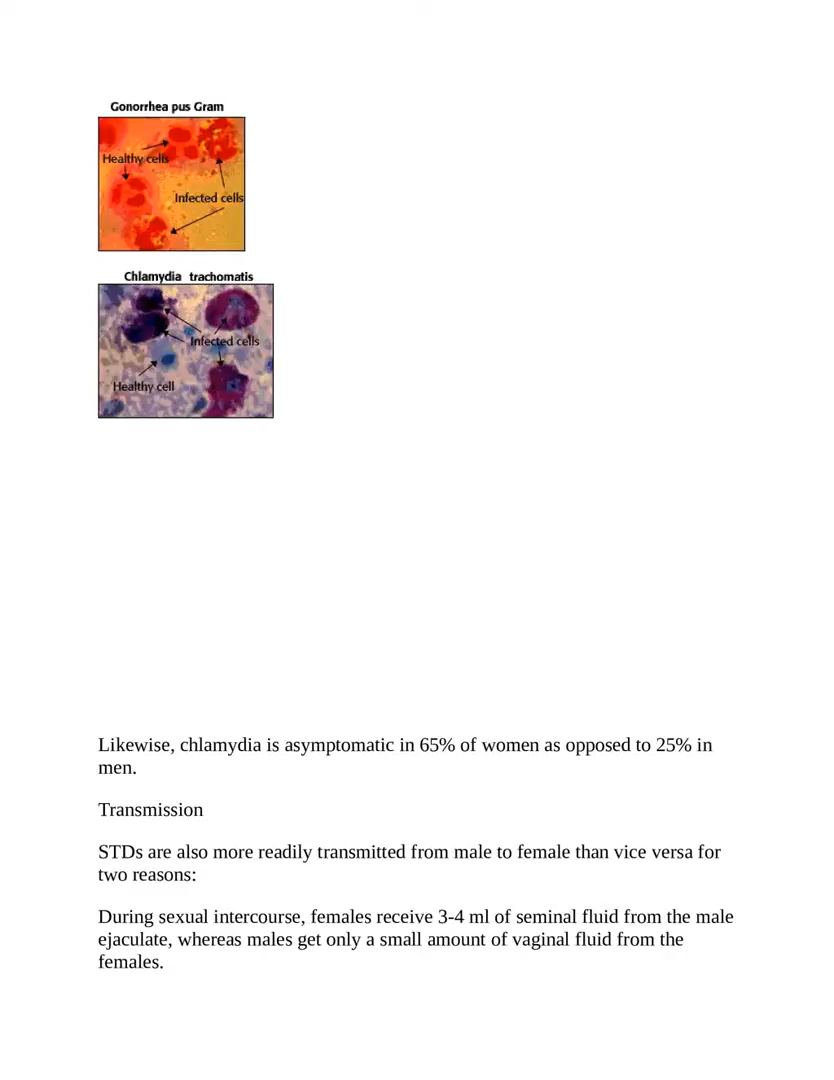 Gonorrhea pus Gram
Healthy cells
Infected cells
Chlamydia trachomatis
Infected cells
Healthy cell
Likewise, chlamydia is asymptomatic in 65% of women as opposed to 25% in
men.
Transmission
STDs are also more readily transmitted from male to female than vice versa for
two reasons:
During sexual intercourse, females receive 3-4 ml of seminal fluid from the male
ejaculate, whereas males get only a small amount of vaginal fluid from the
females.